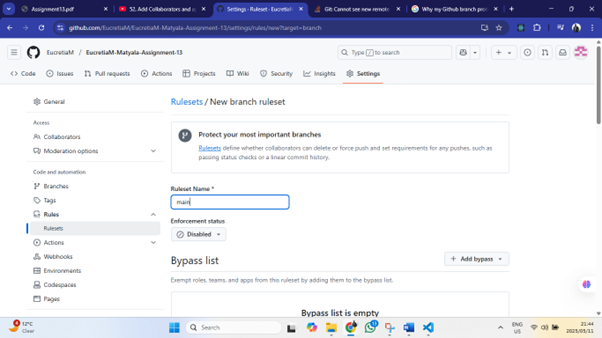 Assignment13.pdf
52. Add Collaborators and u
Settings · Rulesets · EucretiaM
Git: Cannot see new remote
Why my Github branch prot
github.com/EucretiaM/EucretiaM-Matyala-Assignment-13/settings/rules/new?target=branch
EucretiaM / EucretiaM-Matyala-Assignment-13
Type / to search
Code
Issues
Pull requests
Actions
Projects
Wiki
Security
Insights
Settings
General
Access
Collaborators
Moderation options
Code and automation
Branches
Tags
Rules
Rulesets
Actions
Webhooks
Environments
Codespaces
Pages
Rulesets / New branch ruleset
Protect your most important branches
Rulesets define whether collaborators can delete or force push and set requirements for any pushes, such as
passing status checks or a linear commit history.
Ruleset Name *
main
Enforcement status
Disabled
Bypass list
Add bypass
Exempt roles, teams, and apps from this ruleset by adding them to the bypass list.
Bypass list is empty
12°C
Clear
Search
ENG
US
21:44
2025/05/11